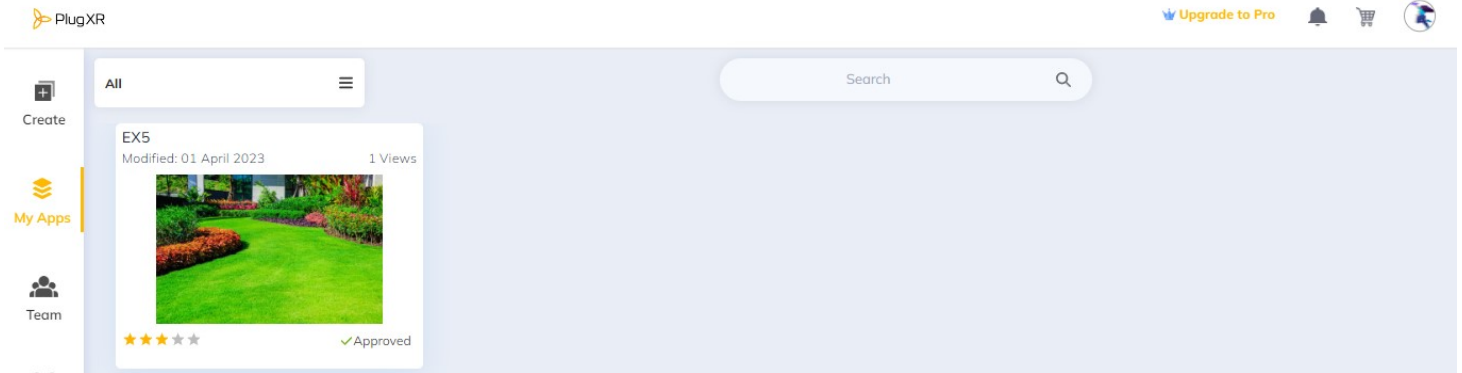 PlugXR
Upgrade to Pro
All
Search
Create
EX5
Modified: 01 April 2023 1 Views
My Apps
Team
Approved